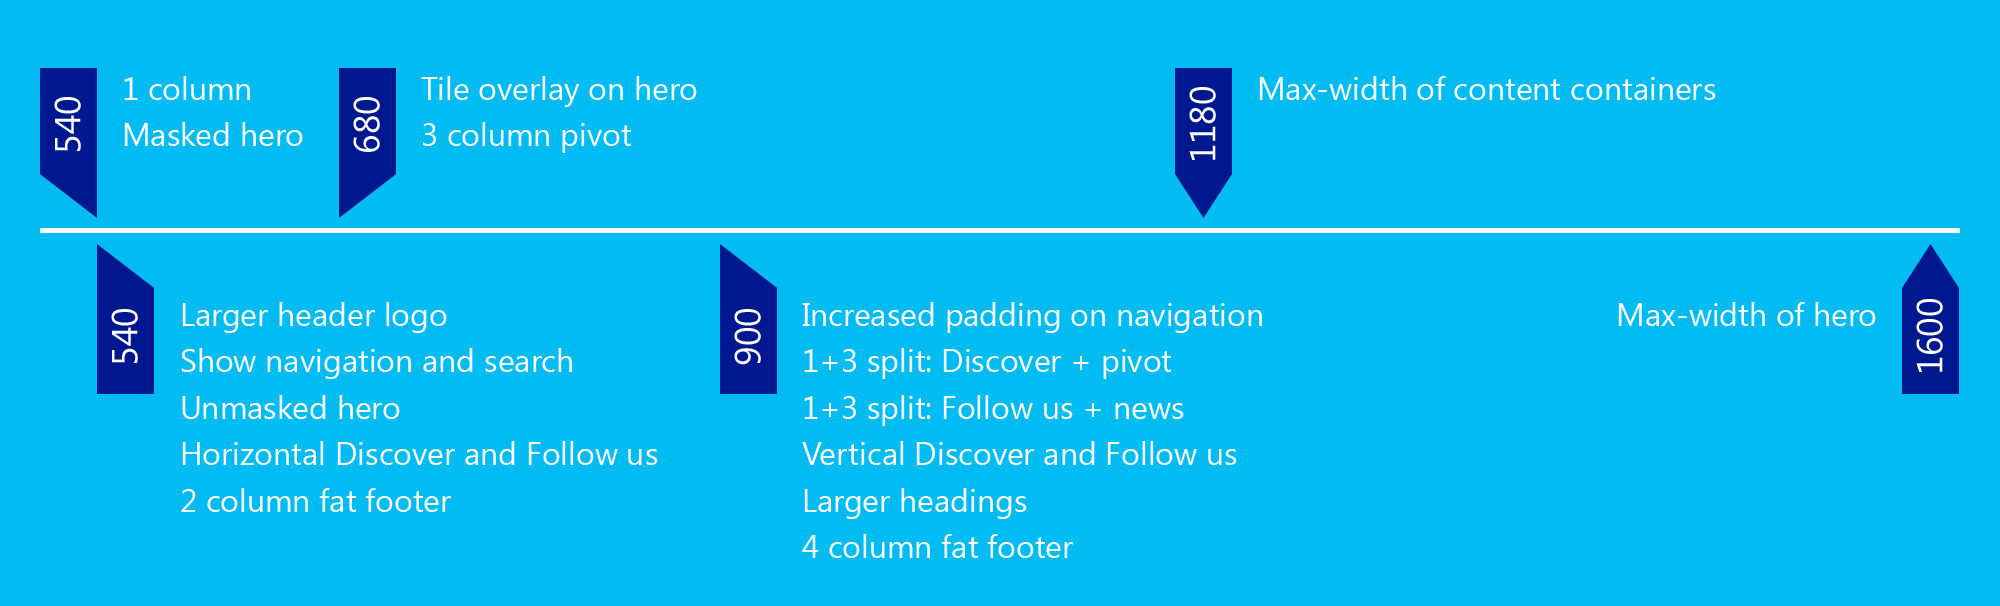 540
1 column
Masked hero
680
Tile overlay on hero
3 column pivot
1180
Max-width of content containers
540
Larger header logo
Show navigation and search
Unmasked hero
Horizontal Discover and Follow us
2 column fat footer
900
Increased padding on navigation
1+3 split: Discover + pivot
1+3 split: Follow us + news
Vertical Discover and Follow us
Larger headings
4 column fat footer
Max-width of hero
1600